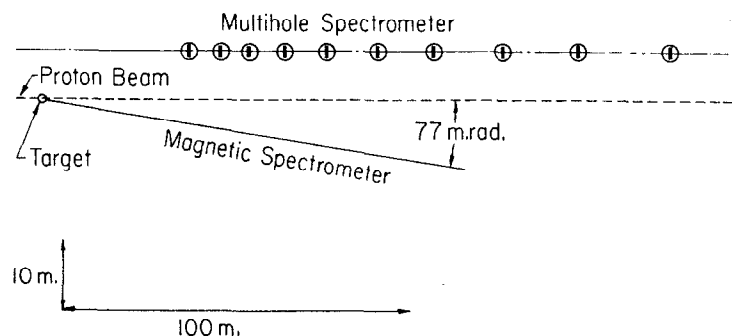 Multihole Spectrometer
Proton Beam
Target
Magnetic Spectrometer
77 m.rad.
10 m.
100 m.